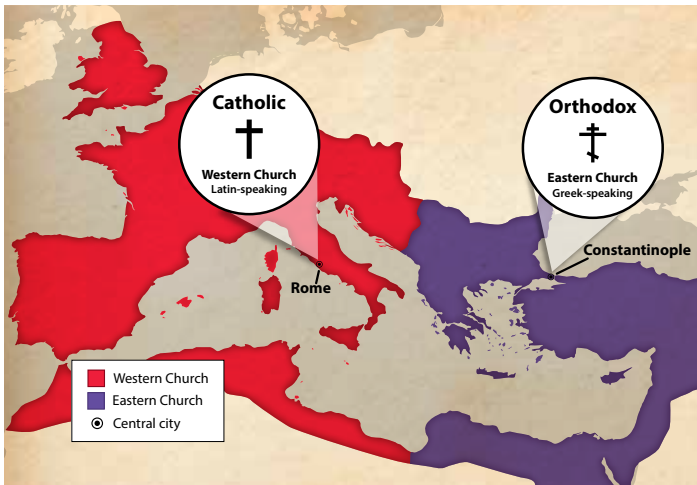 Catholic
Western Church
Latin-speaking
Orthodox
Eastern Church
Greek-speaking
Constantinople
Rome
Western Church
Eastern Church
Central city